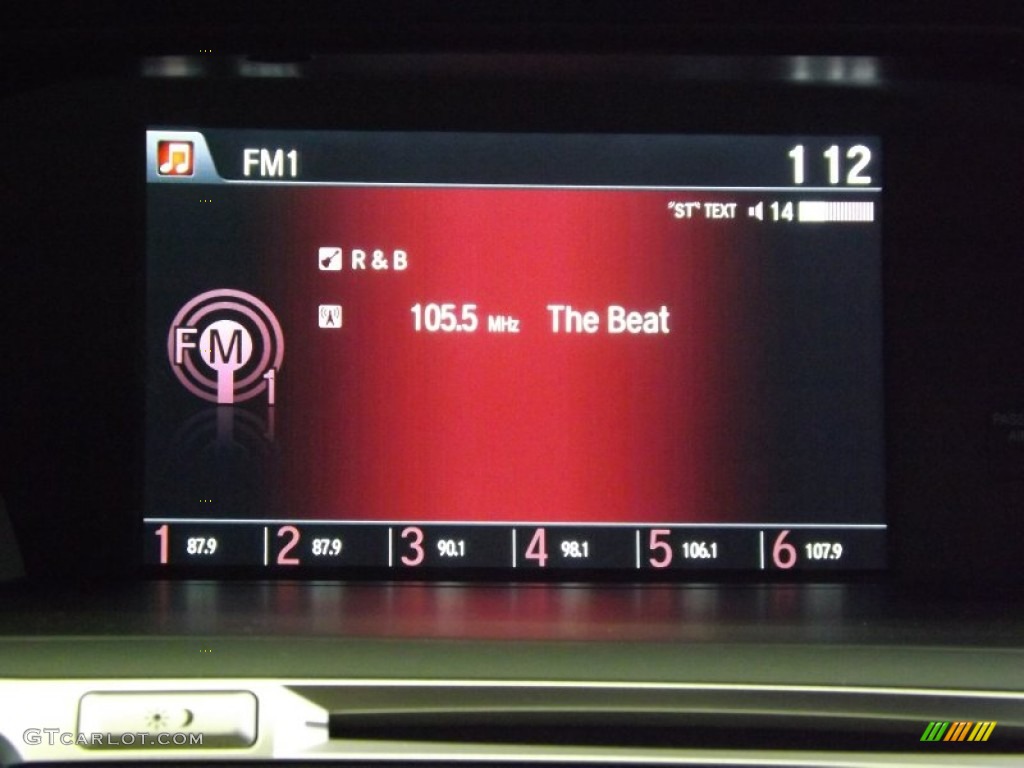 FM1
1 12
"ST" TEXT 14
R & B
FM 1
105.5 MHz The Beat
1 87.9 2 87.9 3 90.1 4 98.1 5 106.1 6 107.9
GTCARLOT.COM